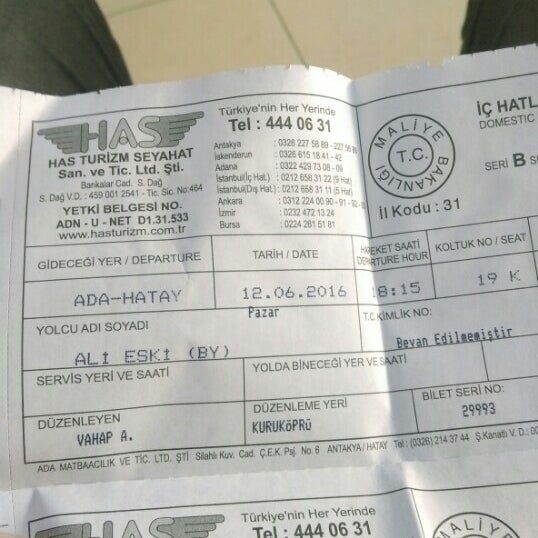 HAS
HAS TURİZM SEYAHAT
San. ve Tic. Ltd. Şti.
Barikalar Cad. S. Dağ
S. Dağ V.D. : 459 001 2541 - Tic. Sic. No:464
YETKİ BELGESİ NO.
ADN - U - NET D1.31.533
www.hasturizm.com.tr
Türkiye'nin Her Yerinde
Tel : 444 06 31
Antakya : 0326 227 58 89 - 227
İskenderun : 0326 615 18 41 - 42
Adana : 0322 429 73 08 - 09
İstanbul(İç Hat.) : 0212 658 31 22 (9 Hat)
İstanbul(Dış Hat.) : 0212 658 31 11 (5 Hat)
Ankara : 0312 224 00 90 - 91 - 92
İzmir : 0232 472 13 24
Bursa : 0224 261 51 81
MALİYE BAKANLIĞI
T.C.
İl Kodu : 31
İÇ HATL
DOMESTIC
SERİ B
GİDECEĞİ YER / DEPARTURE
ADA-HATAY
TARİH / DATE
12.06.2016
Pazar
HAREKET SAATİ
DEPARTURE HOUR
18:15
KOLTUK NO / SEAT
19 K
YOLCU ADI SOYADI
ALİ ESKİ (BY)
T.C.KİMLİK NO:
Beyan Edilmemiştir
SERVİS YERİ VE SAATİ
YOLDA BİNECEĞİ YER VE SAATİ
DÜZENLEYEN
VAHAP A.
DÜZENLEME YERİ
KURUKÖPRÜ
BİLET SERİ NO:
29993
ADA MATBAACILIK VE TİC. LTD. ŞTİ Silahlı Kuv. Cad. Ç.E.K. Psj. No. 6 ANTAKYA / HATAY Tel : (0326) 214 37 44 Ş.Kanatlı V. D.
HAS
Türkiye'nin Her Yerinde
Tel : 444 06 31
MALİYE